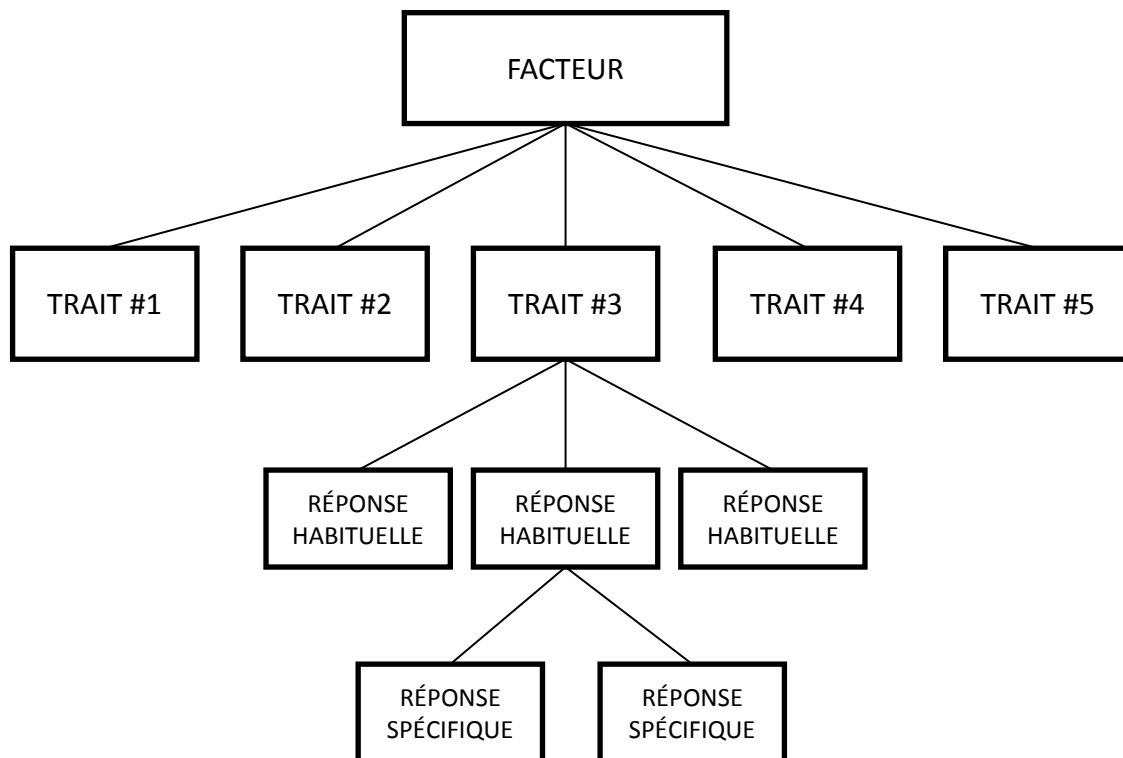 FACTEUR
TRAIT #1
TRAIT #2
TRAIT #3
TRAIT #4
TRAIT #5
RÉPONSE
HABITUELLE
RÉPONSE
HABITUELLE
RÉPONSE
HABITUELLE
RÉPONSE
SPÉCIFIQUE
RÉPONSE
SPÉCIFIQUE